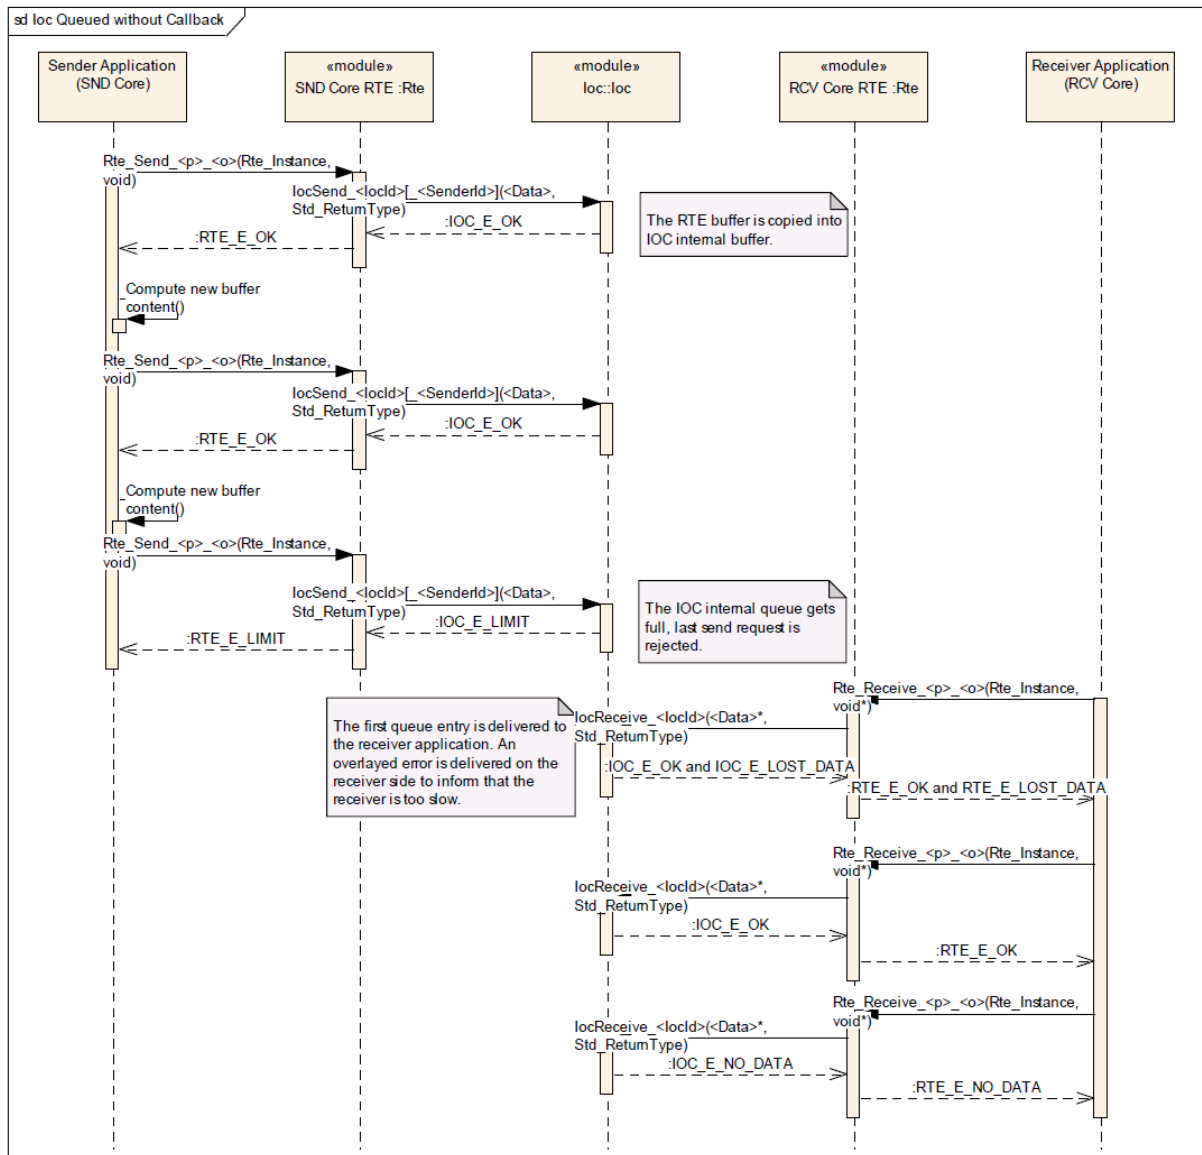 sd Ioc Queued without Callback
Sender Application
(SND Core)
«module»
SND Core RTE :Rte
«module»
Ioc::Ioc
«module»
RCV Core RTE :Rte
Receiver Application
(RCV Core)
Rte_Send_<p>_<o>(Rte_Instance,
void)
IocSend_<IocId>[_<SenderId>](<Data>,
Std_ReturnType)
:IOC_E_OK
:RTE_E_OK
The RTE buffer is copied into
IOC internal buffer.
_Compute new buffer
content()
Rte_Send_<p>_<o>(Rte_Instance,
void)
IocSend_<IocId>[_<SenderId>](<Data>,
Std_ReturnType)
:IOC_E_OK
:RTE_E_OK
_Compute new buffer
content()
Rte_Send_<p>_<o>(Rte_Instance,
void)
IocSend_<IocId>[_<SenderId>](<Data>,
Std_ReturnType)
:IOC_E_LIMIT
:RTE_E_LIMIT
The IOC internal queue gets
full, last send request is
rejected.
Rte_Receive_<p>_<o>(Rte_Instance,
void*)
IocReceive_<IocId>(<Data>*,
Std_ReturnType)
The first queue entry is delivered to
the receiver application. An
overlayed error is delivered on the
receiver side to inform that the
receiver is too slow.
:IOC_E_OK and IOC_E_LOST_DATA
:RTE_E_OK and RTE_E_LOST_DATA
Rte_Receive_<p>_<o>(Rte_Instance,
void*)
IocReceive_<IocId>(<Data>*,
Std_ReturnType)
:IOC_E_OK
:RTE_E_OK
Rte_Receive_<p>_<o>(Rte_Instance,
void*)
IocReceive_<IocId>(<Data>*,
Std_ReturnType)
:IOC_E_NO_DATA
:RTE_E_NO_DATA